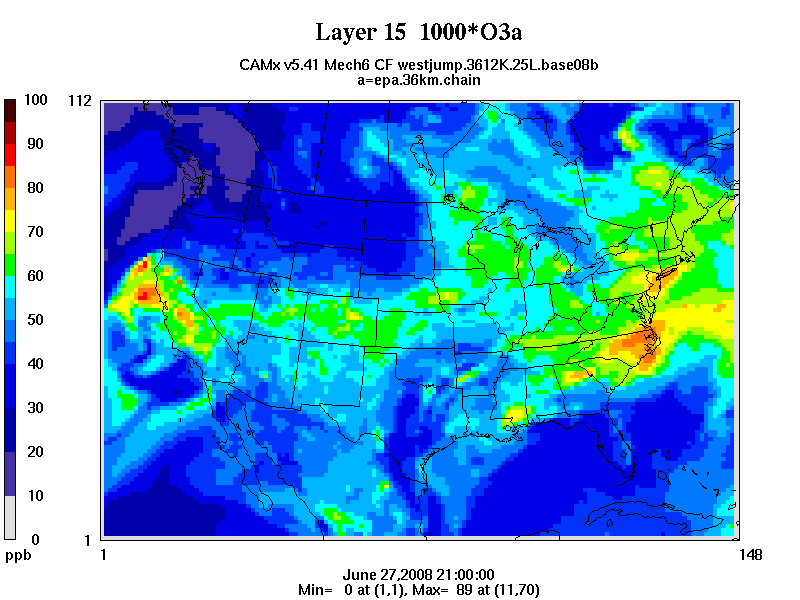 Layer 15 1000*O3a
CAMx v5.41 Mech6 CF westjump.3612K.25L.base08b
a=epa.36km.chain
100
90
80
70
60
50
40
30
20
10
0
ppb
112
1
1
148
June 27,2008 21:00:00
Min= 0 at (1,1), Max= 89 at (11,70)